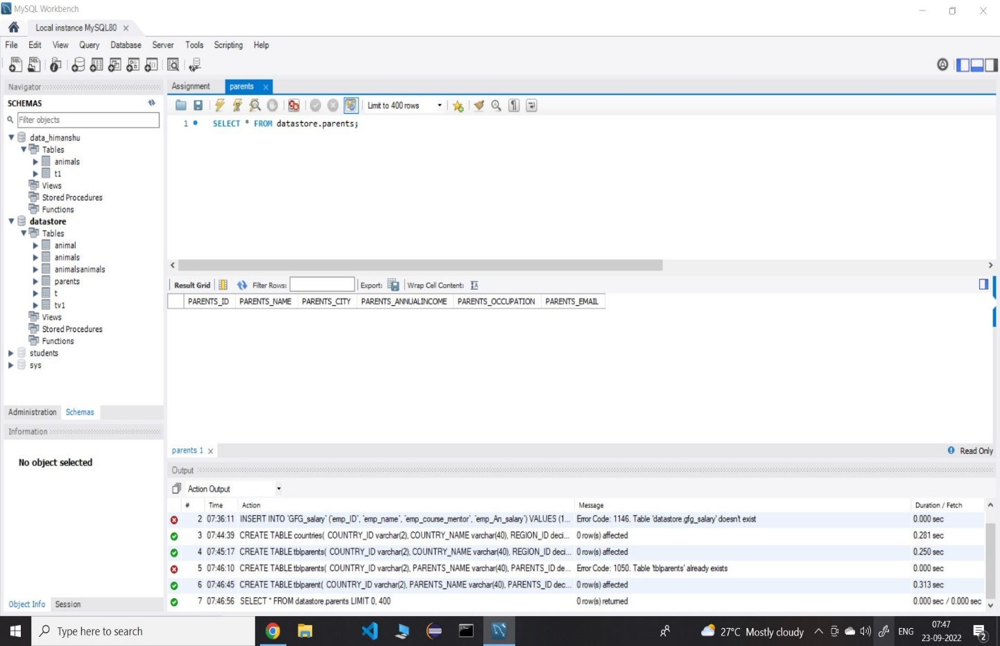 MySQL Workbench
Local instance MySQL80
File Edit View Query Database Server Tools Scripting Help
Navigator
SCHEMAS
Filter objects
data_himanshu
Tables
animals
t1
Views
Stored Procedures
Functions
datastore
Tables
animal
animals
animalsanimals
parents
t
tv1
Views
Stored Procedures
Functions
students
sys
Administration Schemas
Information
No object selected
Object Info Session
Assignment parents
Limit to 400 rows
1 SELECT * FROM datastore.parents;
Result Grid Filter Rows: Export: Wrap Cell Content:
PARENTS_ID PARENTS_NAME PARENTS_CITY PARENTS_ANNUALINCOME PARENTS_OCCUPATION PARENTS_EMAIL
parents 1 Read Only
Output
Action Output
# Time Action Message Duration / Fetch
2 07:36:11 INSERT INTO `GFG_salary` (`emp_ID`, `emp_name`, `emp_course_mentor`, `emp_An_salary`) VALUES (1... Error Code: 1146. Table 'datastore.gfg_salary' doesn't exist 0.000 sec
3 07:44:39 CREATE TABLE countries( COUNTRY_ID varchar(2), COUNTRY_NAME varchar(40), REGION_ID deci... 0 row(s) affected 0.281 sec
4 07:45:17 CREATE TABLE tblparents( COUNTRY_ID varchar(2), COUNTRY_NAME varchar(40), REGION_ID deci... 0 row(s) affected 0.250 sec
5 07:46:10 CREATE TABLE tblparents( COUNTRY_ID varchar(2), PARENTS_NAME varchar(40), PARENTS_ID de... Error Code: 1050. Table 'tblparents' already exists 0.000 sec
6 07:46:45 CREATE TABLE tblparent( COUNTRY_ID varchar(2), PARENTS_NAME varchar(40), PARENTS_ID dec... 0 row(s) affected 0.313 sec
7 07:46:56 SELECT * FROM datastore.parents LIMIT 0, 400 0 row(s) returned 0.000 sec / 0.000 sec
Type here to search
27°C Mostly cloudy
ENG
07:47
23-09-2022
2